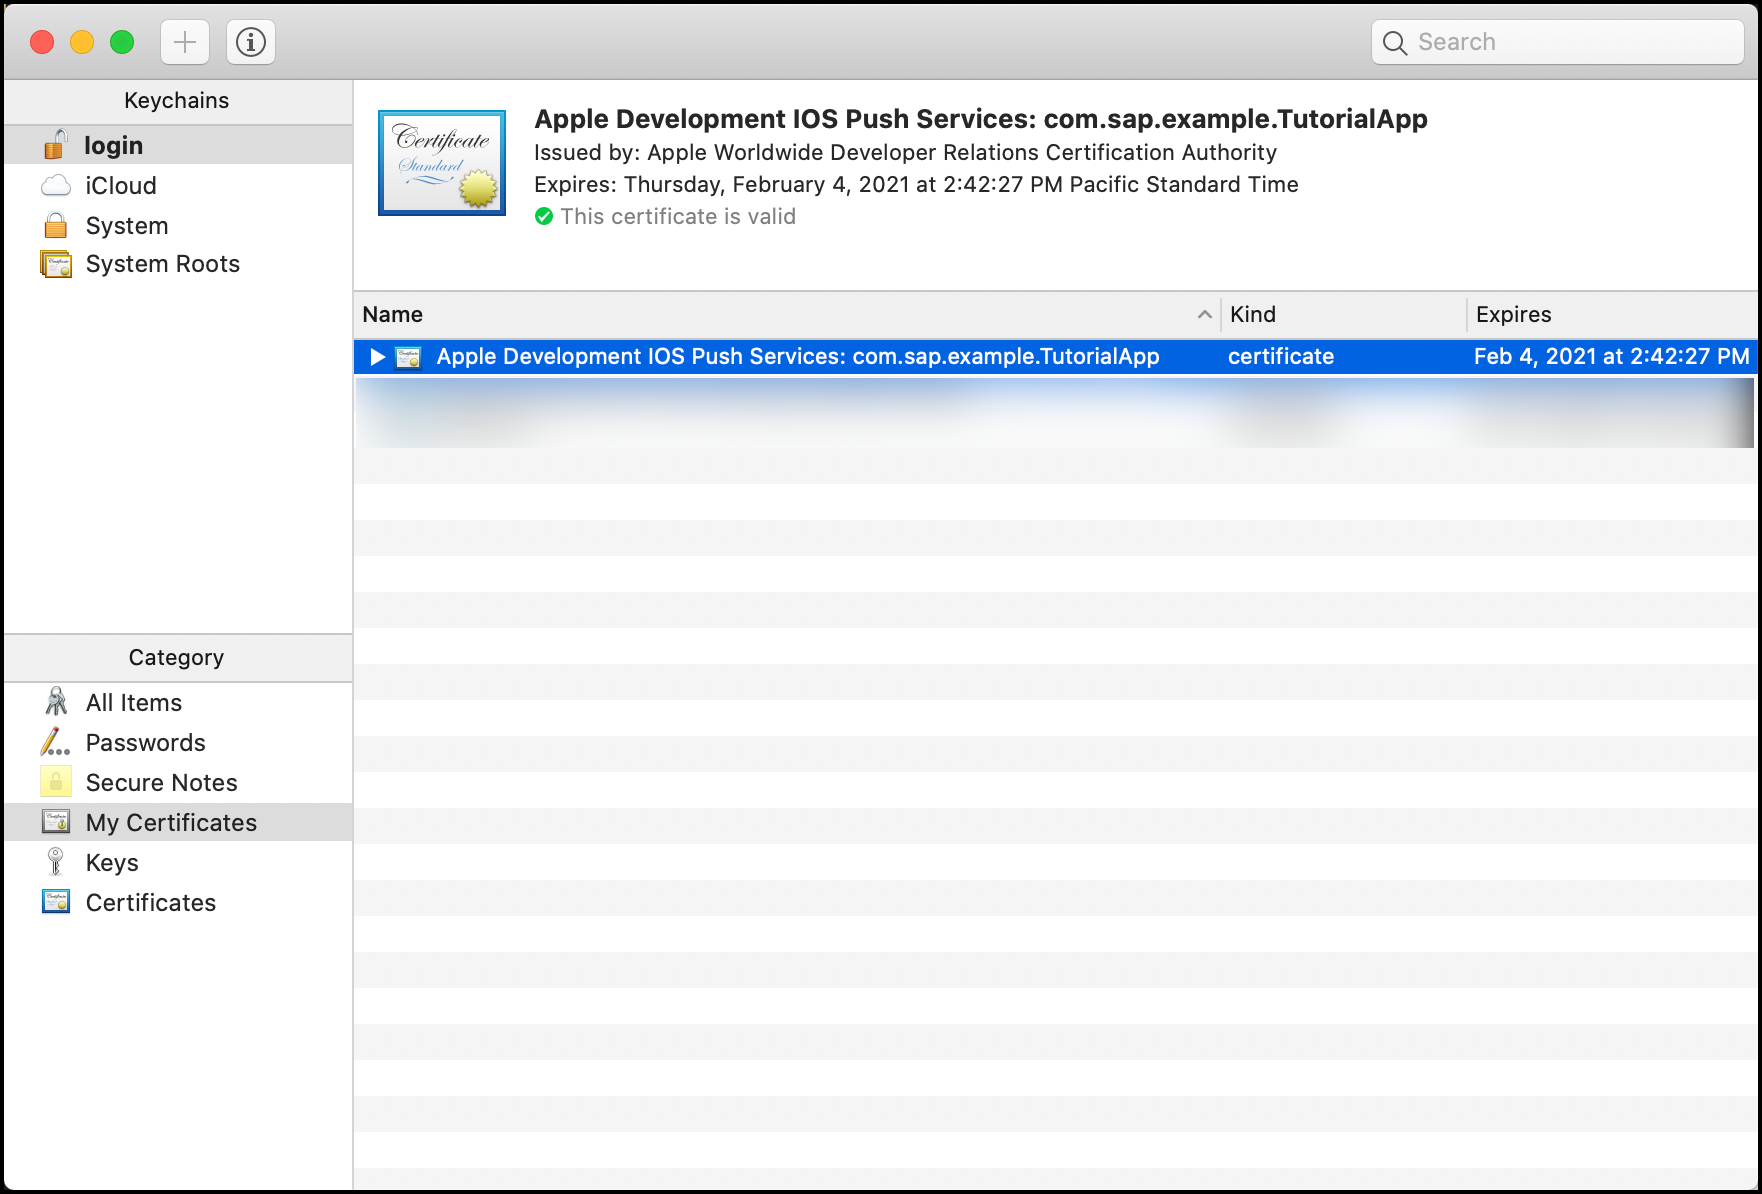 Search
Keychains
login
iCloud
System
System Roots
Certificate
Standard
Apple Development IOS Push Services: com.sap.example.TutorialApp
Issued by: Apple Worldwide Developer Relations Certification Authority
Expires: Thursday, February 4, 2021 at 2:42:27 PM Pacific Standard Time
This certificate is valid
Name Kind Expires
Apple Development IOS Push Services: com.sap.example.TutorialApp certificate Feb 4, 2021 at 2:42:27 PM
Category
All Items
Passwords
Secure Notes
My Certificates
Keys
Certificates